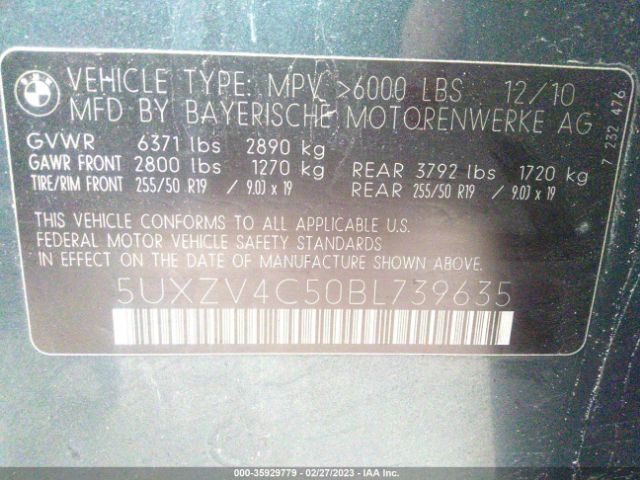 BMW
VEHICLE TYPE: MPV >6000 LBS 12/10
MFD BY BAYERISCHE MOTORENWERKE AG
GVWR 6371 lbs 2890 kg
GAWR FRONT 2800 lbs 1270 kg REAR 3792 lbs 1720 kg
TIRE/RIM FRONT 255/50 R19 / 9.0J x 19 REAR 255/50 R19 / 9.0J x 19
THIS VEHICLE CONFORMS TO ALL APPLICABLE U.S.
FEDERAL MOTOR VEHICLE SAFETY STANDARDS
IN EFFECT ON THE DATE OF MANUFACTURE SHOWN ABOVE.
5UXZV4C50BL739635
7 232 476
000-35929779 - 02/27/2023 - IAA Inc.